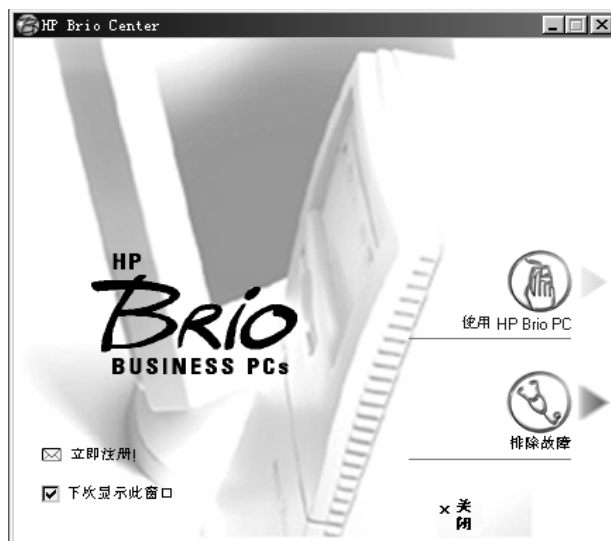 HP Brio Center
HP
BRIO
BUSINESS PCs
使用 HP Brio PC
排除故障
立即注册!
下次显示此窗口
× 关
闭